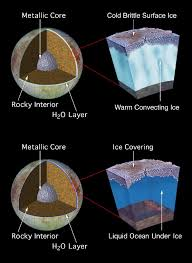 Metallic Core
Cold Brittle Surface Ice
Rocky Interior
H₂O Layer
Warm Convecting Ice
Metallic Core
Ice Covering
Rocky Interior
H₂O Layer
Liquid Ocean Under Ice